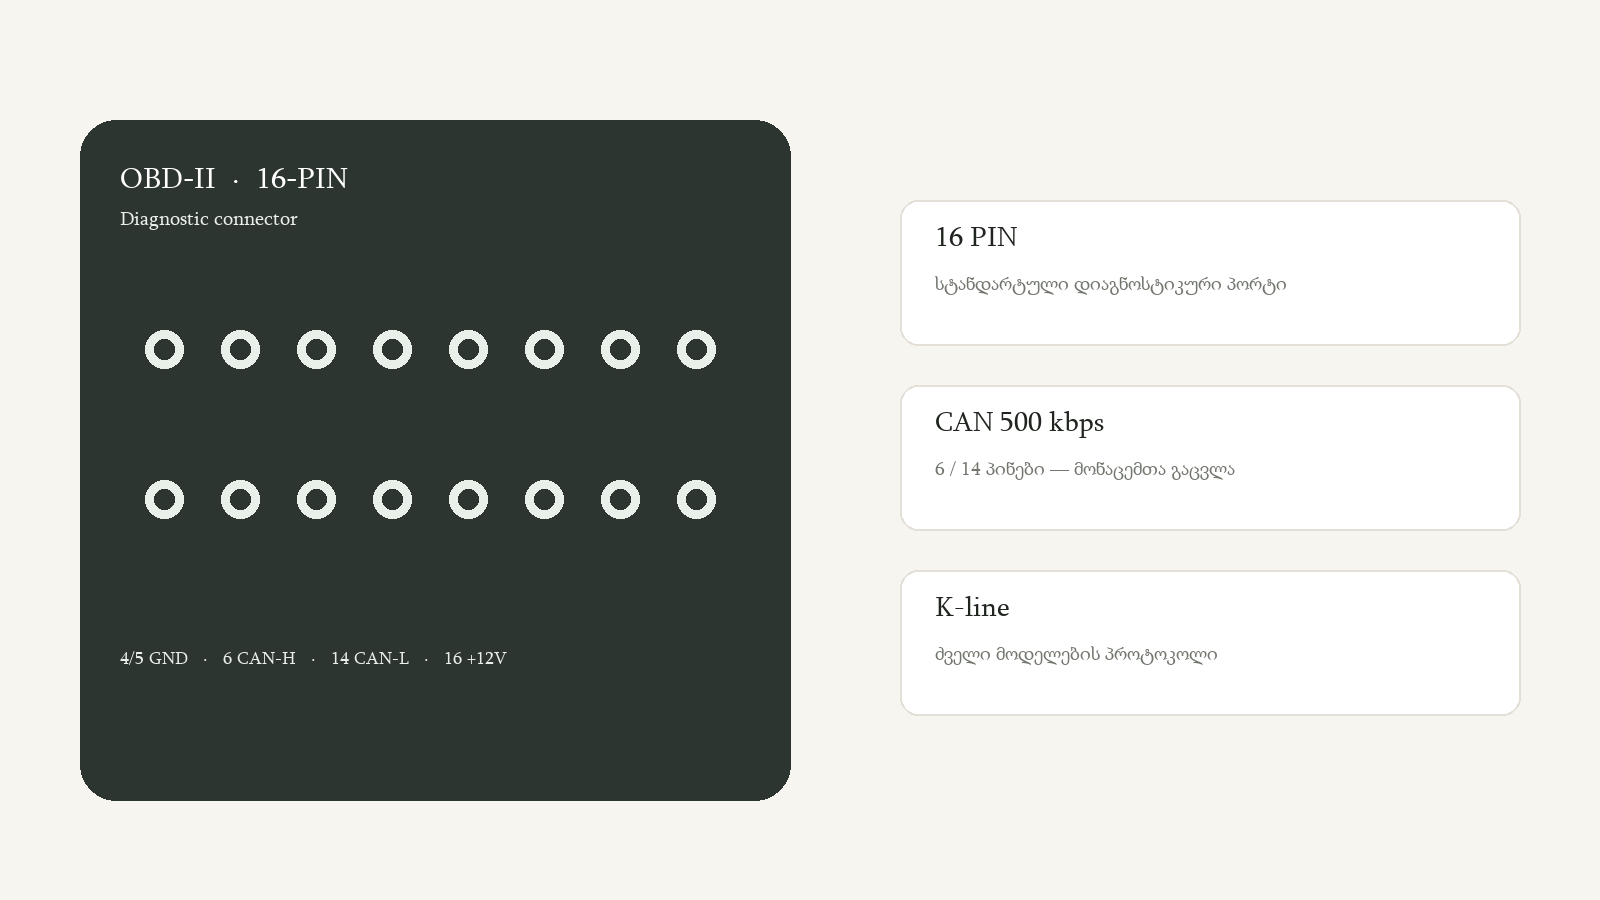 OBD-II · 16-PIN
Diagnostic connector
4/5 GND · 6 CAN-H · 14 CAN-L · 16 +12V
16 PIN
სტანდარტული დიაგნოსტიკური პორტი
CAN 500 kbps
6 / 14 პინები — მონაცემთა გაცვლა
K-line
ძველი მოდელების პროტოკოლი